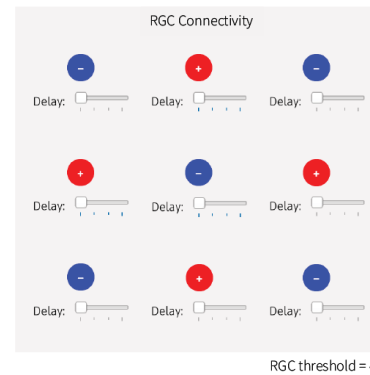 RGC Connectivity
- + -
Delay: Delay: Delay:
+ - +
Delay: Delay: Delay:
- + -
Delay: Delay: Delay:
RGC threshold =